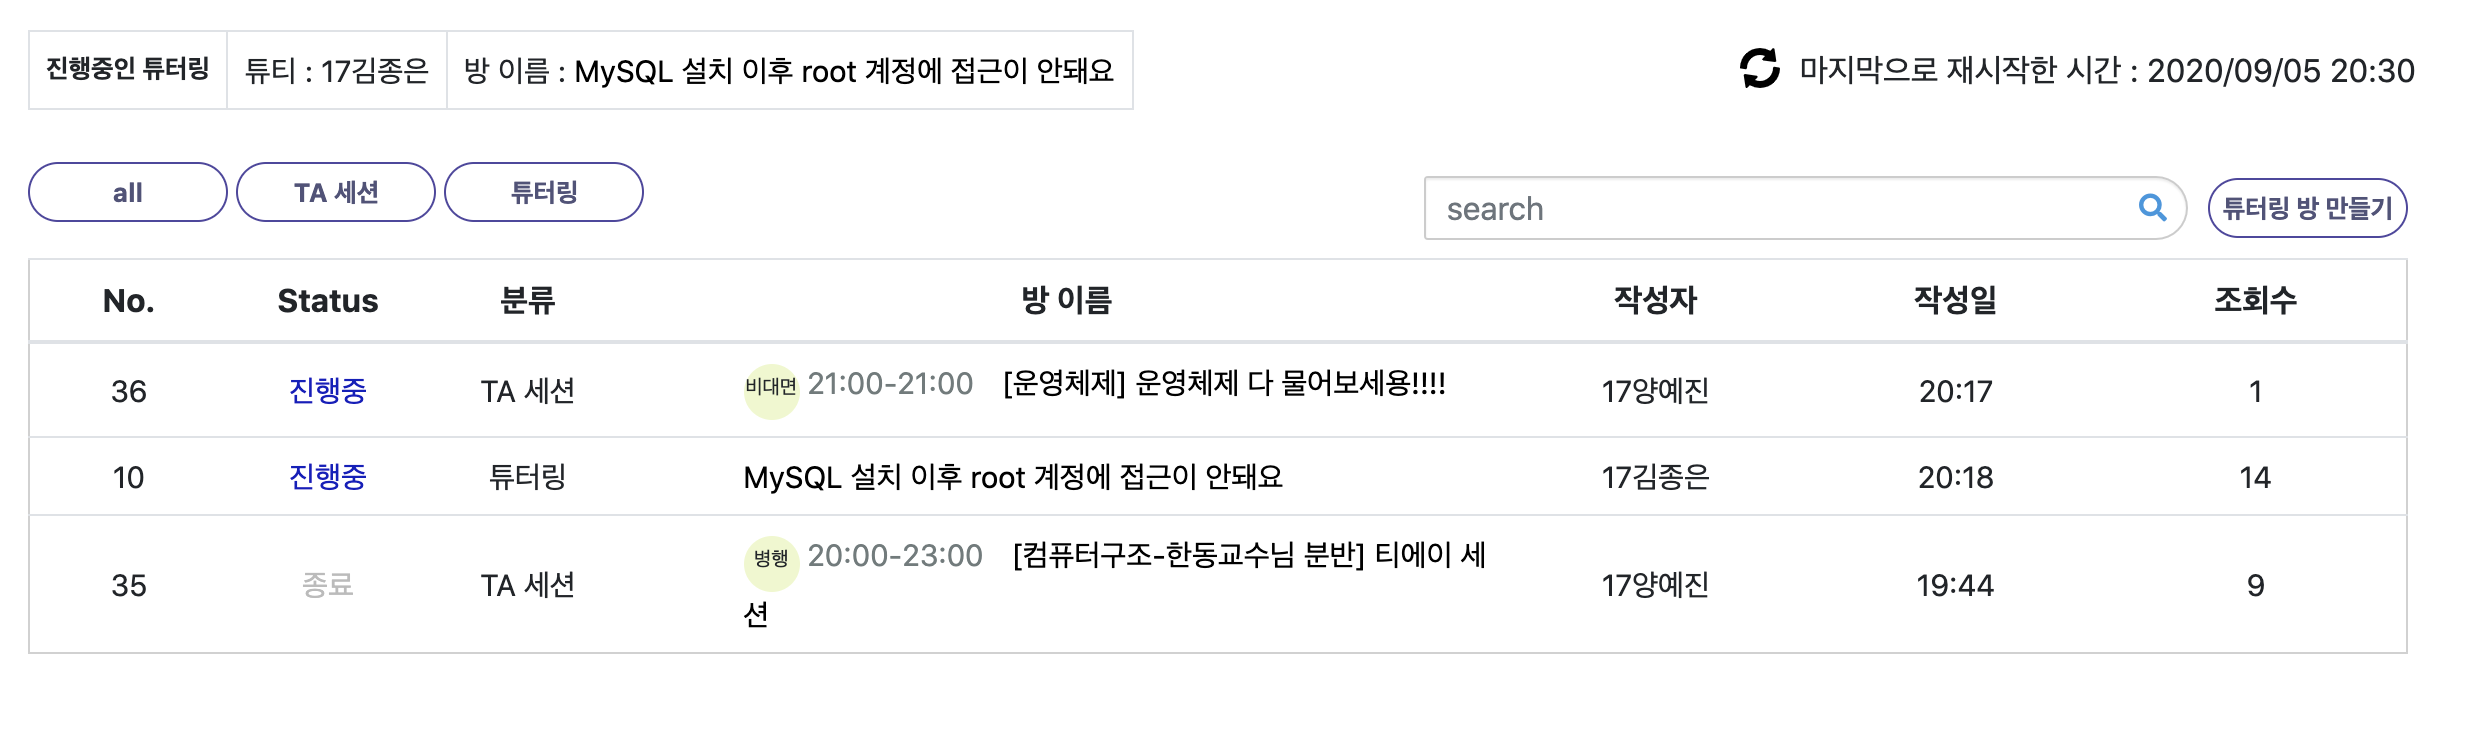 진행중인 튜터링 튜티 : 17김종은 방 이름 : MySQL 설치 이후 root 계정에 접근이 안돼요 마지막으로 재시작한 시간 : 2020/09/05 20:30
all TA 세션 튜터링 search 튜터링 방 만들기
No. Status 분류 방 이름 작성자 작성일 조회수
36 진행중 TA 세션 비대면 21:00-21:00 [운영체제] 운영체제 다 물어보세용!!!! 17양예진 20:17 1
10 진행중 튜터링 MySQL 설치 이후 root 계정에 접근이 안돼요 17김종은 20:18 14
35 종료 TA 세션 병행 20:00-23:00 [컴퓨터구조-한동교수님 분반] 티에이 세 17양예진 19:44 9
션